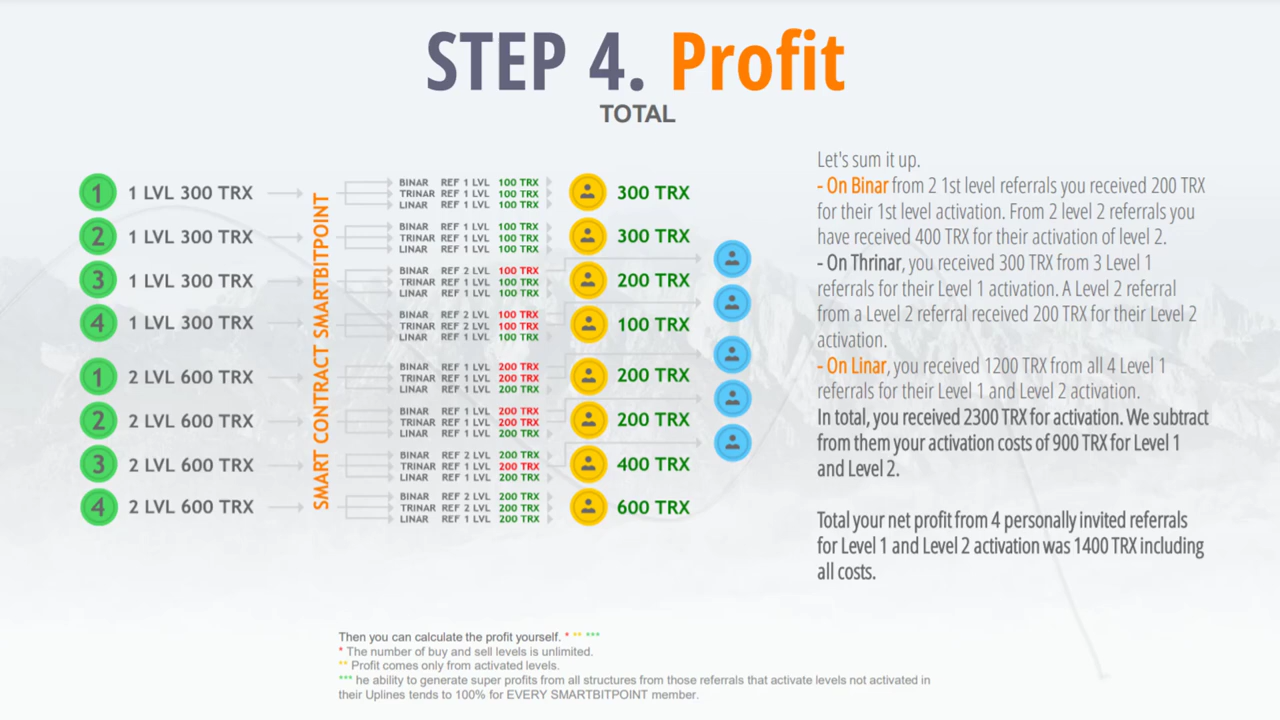 STEP 4. Profit
TOTAL
1 1 LVL 300 TRX
2 1 LVL 300 TRX
3 1 LVL 300 TRX
4 1 LVL 300 TRX
1 2 LVL 600 TRX
2 2 LVL 600 TRX
3 2 LVL 600 TRX
4 2 LVL 600 TRX
SMART CONTRACT SMARTBITPOINT
BINAR REF 1 LVL 100 TRX
TRINAR REF 1 LVL 100 TRX
LINAR REF 1 LVL 100 TRX
300 TRX
BINAR REF 1 LVL 100 TRX
TRINAR REF 1 LVL 100 TRX
LINAR REF 1 LVL 100 TRX
300 TRX
BINAR REF 2 LVL 100 TRX
TRINAR REF 1 LVL 100 TRX
LINAR REF 1 LVL 100 TRX
200 TRX
BINAR REF 2 LVL 100 TRX
TRINAR REF 2 LVL 100 TRX
LINAR REF 1 LVL 100 TRX
100 TRX
BINAR REF 1 LVL 200 TRX
TRINAR REF 1 LVL 200 TRX
LINAR REF 1 LVL 200 TRX
200 TRX
BINAR REF 1 LVL 200 TRX
TRINAR REF 1 LVL 200 TRX
LINAR REF 1 LVL 200 TRX
200 TRX
BINAR REF 2 LVL 200 TRX
TRINAR REF 1 LVL 200 TRX
LINAR REF 1 LVL 200 TRX
400 TRX
BINAR REF 2 LVL 200 TRX
TRINAR REF 2 LVL 200 TRX
LINAR REF 1 LVL 200 TRX
600 TRX
Let's sum it up.
- On Binar from 2 1st level referrals you received 200 TRX
for their 1st level activation. From 2 level 2 referrals you
have received 400 TRX for their activation of level 2.
- On Thrinar, you received 300 TRX from 3 Level 1
referrals for their Level 1 activation. A Level 2 referral
from a Level 2 referral received 200 TRX for their Level 2
activation.
- On Linar, you received 1200 TRX from all 4 Level 1
referrals for their Level 1 and Level 2 activation.
In total, you received 2300 TRX for activation. We subtract
from them your activation costs of 900 TRX for Level 1
and Level 2.
Total your net profit from 4 personally invited referrals
for Level 1 and Level 2 activation was 1400 TRX including
all costs.
Then you can calculate the profit yourself. * ** ***
* The number of buy and sell levels is unlimited.
** Profit comes only from activated levels.
*** he ability to generate super profits from all structures from those referrals that activate levels not activated in
their Uplines tends to 100% for EVERY SMARTBITPOINT member.